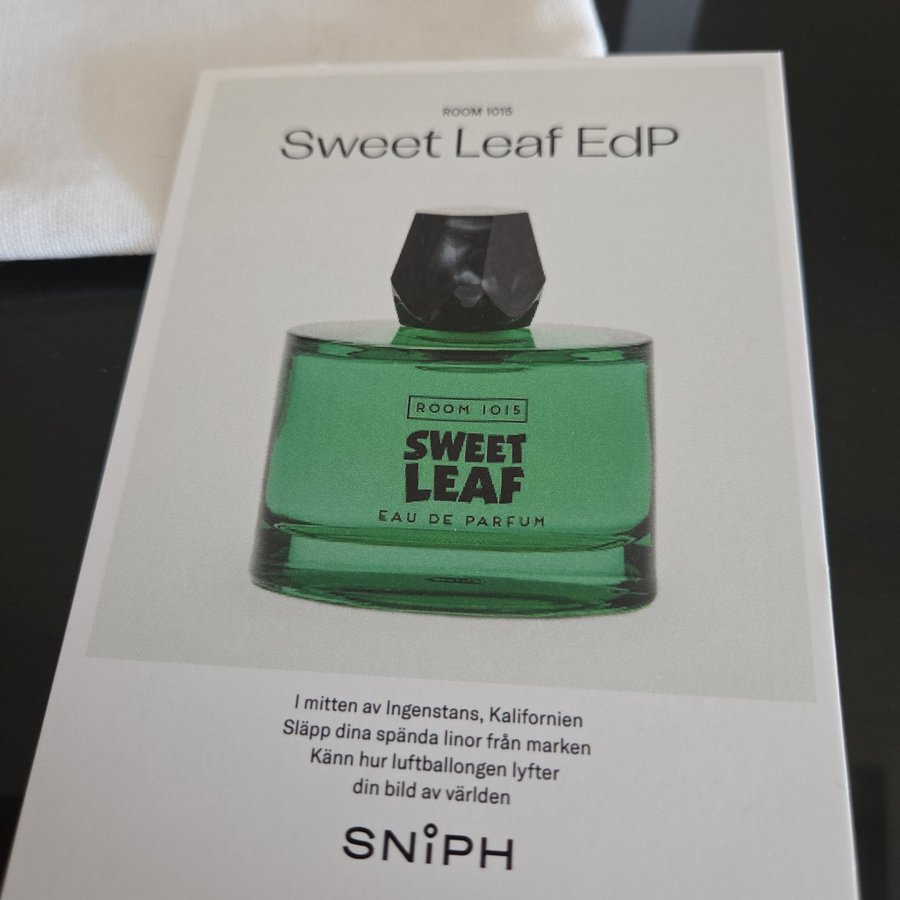 ROOM 1015
Sweet Leaf EdP
ROOM 1015
SWEET
LEAF
EAU DE PARFUM
I mitten av Ingenstans, Kalifornien
Släpp dina spända linor från marken
Känn hur luftballongen lyfter
din bild av världen
SNiPH